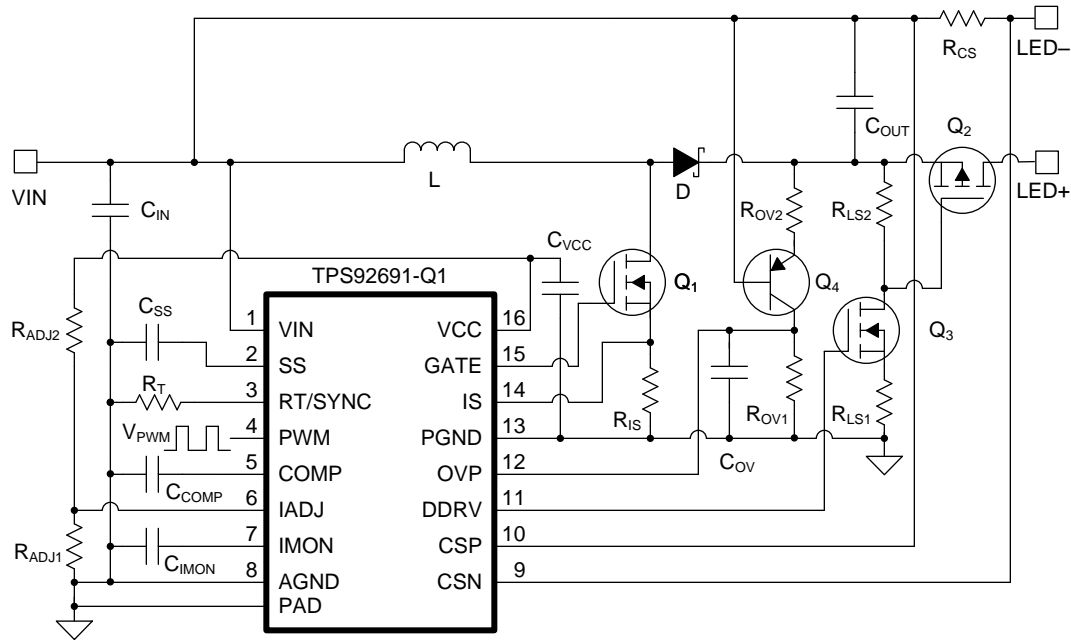 LED–
R_CS
C_OUT
Q_2
LED+
VIN
L
D
C_IN
R_OV2
R_LS2
C_VCC
TPS92691-Q1
Q_1
Q_4
C_SS
R_ADJ2
1 VIN VCC 16
Q_3
2 SS GATE 15
R_T
3 RT/SYNC IS 14
R_IS
R_OV1
R_LS1
V_PWM
4 PWM PGND 13
C_OV
5 COMP OVP 12
C_COMP
6 IADJ DDRV 11
R_ADJ1
7 IMON CSP 10
C_IMON
8 AGND CSN 9
PAD